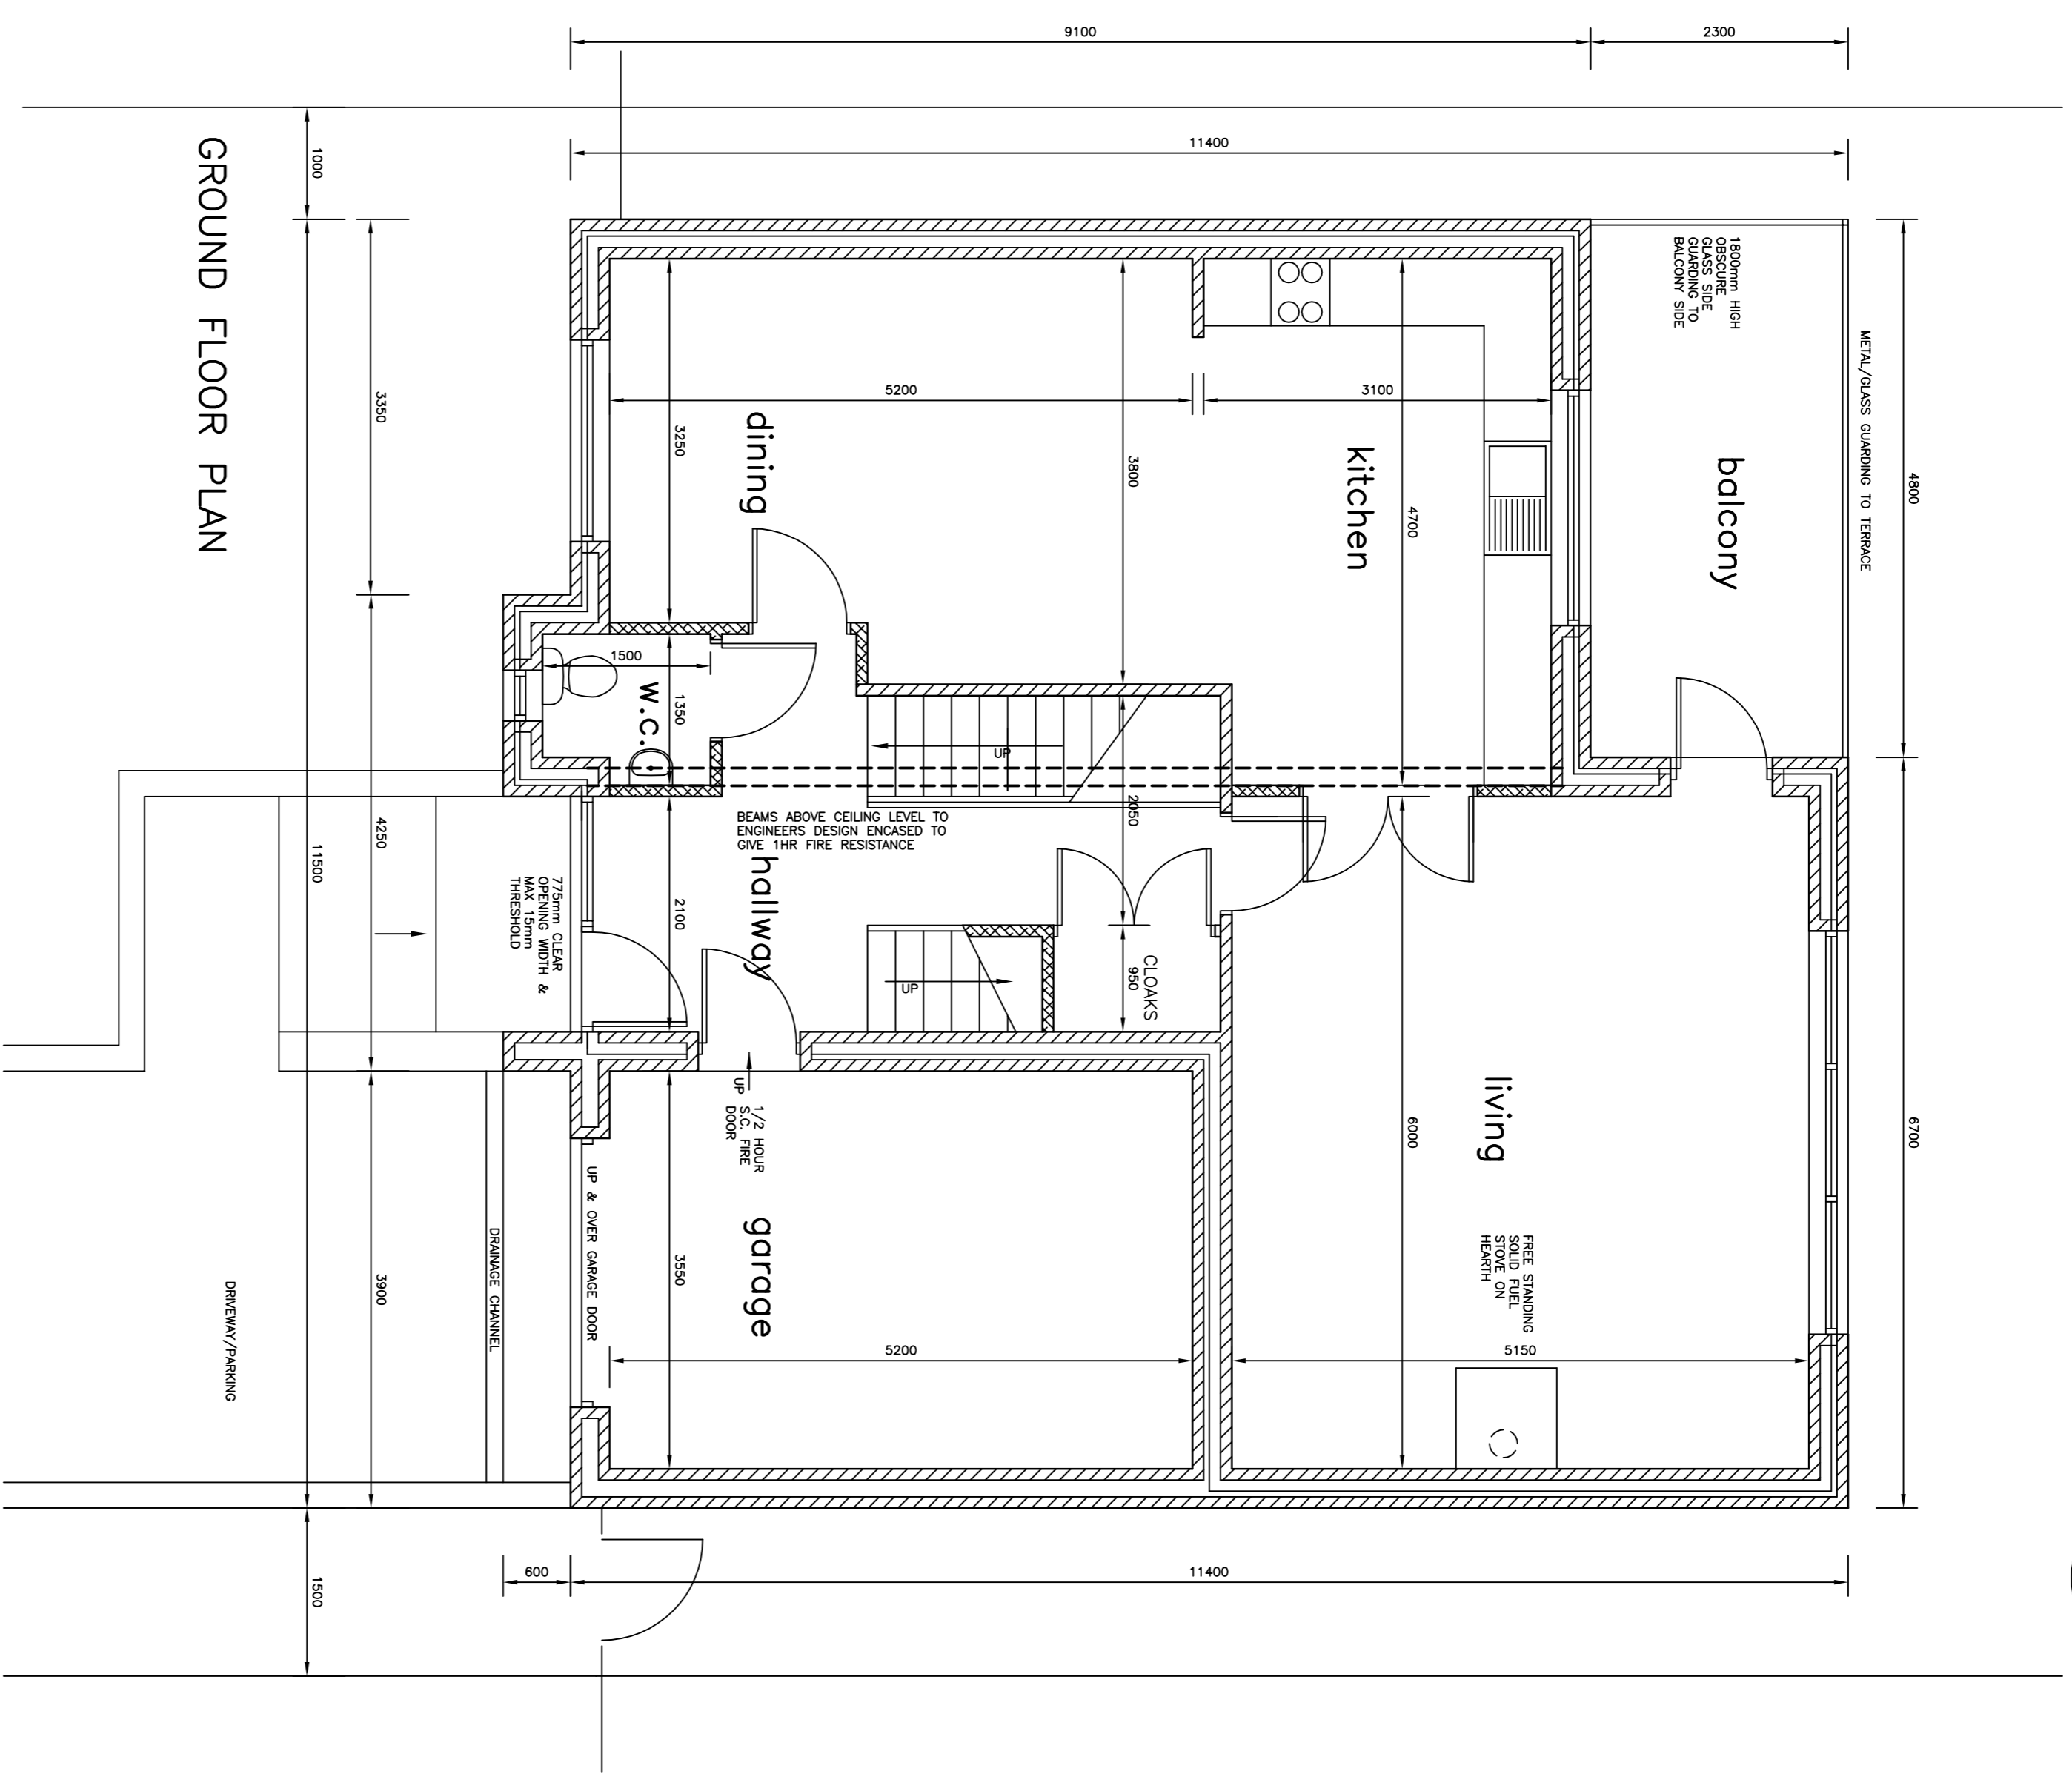 9100
2300
11400
1000
GROUND FLOOR PLAN
3350
4250
11500
3900
1500
4800
6700
1800mm HIGH
OBSCURE
GLASS SIDE
GUARDING TO
BALCONY SIDE
METAL/GLASS GUARDING TO TERRACE
balcony
kitchen
dining
5200
3100
3250
3800
4700
1500
w.c.
1350
UP
2050
BEAMS ABOVE CEILING LEVEL TO
ENGINEERS DESIGN ENCASED TO
GIVE 1HR FIRE RESISTANCE
hallway
2100
775mm CLEAR
OPENING WIDTH &
MAX 15mm
THRESHOLD
UP
CLOAKS
950
UP
1/2 HOUR
S.C. FIRE
DOOR
living
6000
garage
3550
UP & OVER GARAGE DOOR
DRAINAGE CHANNEL
DRIVEWAY/PARKING
FREE STANDING
SOLID FUEL
STOVE ON
HEARTH
5200
5150
600
11400